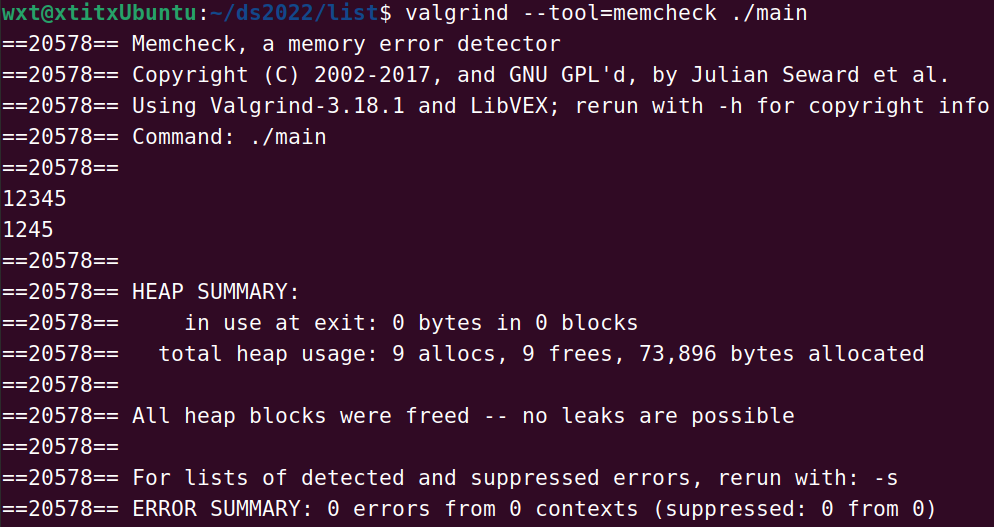 wxt@xtitxUbuntu:~/ds2022/list$ valgrind --tool=memcheck ./main
==20578== Memcheck, a memory error detector
==20578== Copyright (C) 2002-2017, and GNU GPL'd, by Julian Seward et al.
==20578== Using Valgrind-3.18.1 and LibVEX; rerun with -h for copyright info
==20578== Command: ./main
==20578==
12345
1245
==20578==
==20578== HEAP SUMMARY:
==20578==     in use at exit: 0 bytes in 0 blocks
==20578==   total heap usage: 9 allocs, 9 frees, 73,896 bytes allocated
==20578==
==20578== All heap blocks were freed -- no leaks are possible
==20578==
==20578== For lists of detected and suppressed errors, rerun with: -s
==20578== ERROR SUMMARY: 0 errors from 0 contexts (suppressed: 0 from 0)